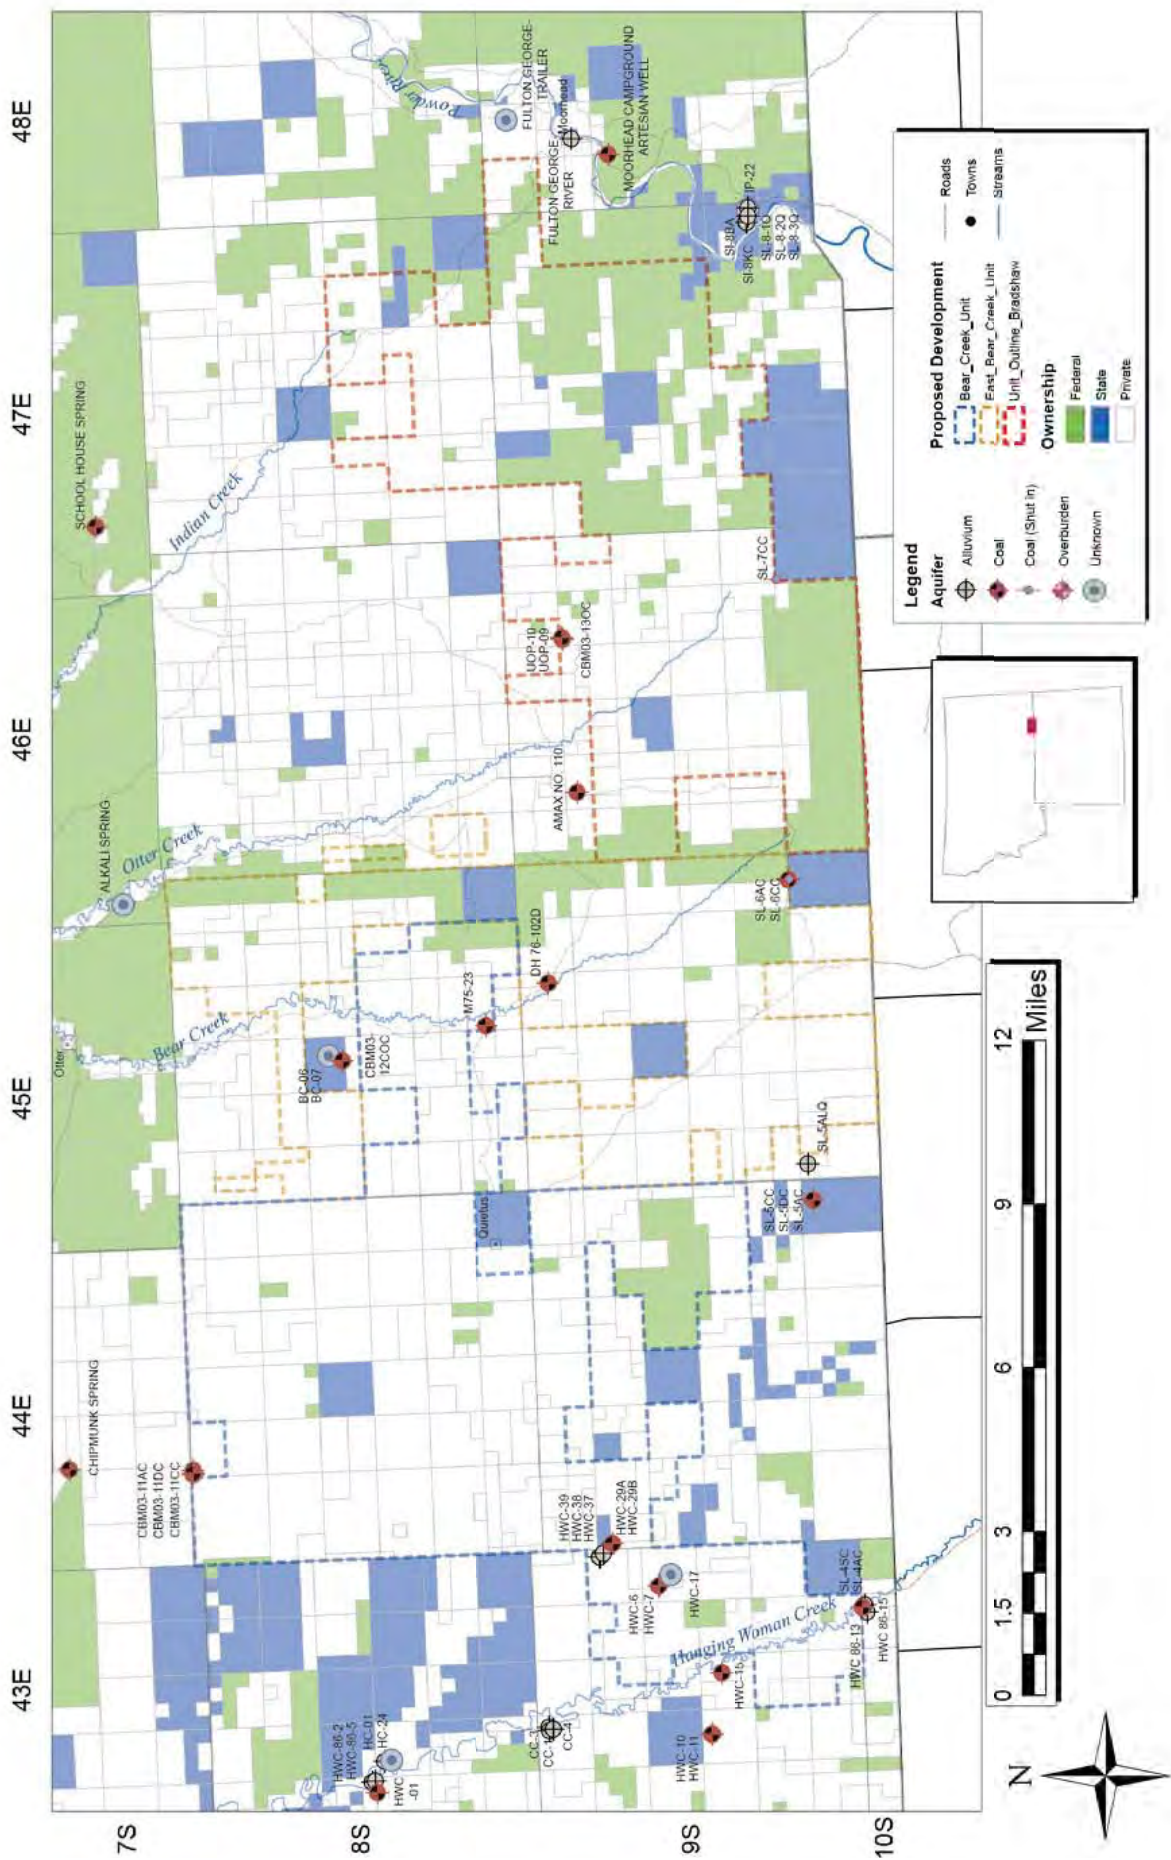 43E
44E
45E
46E
47E
48E
7S
8S
9S
10S
CHIPMUNK SPRING
CBM03-11AC
CBM03-11DC
CBM03-11CC
Otter
ALKALI SPRING
Otter Creek
Bear Creek
SCHOOL HOUSE SPRING
Indian Creek
Powder River
FULTON GEORGE-
TRAILER
Moorhead
FULTON GEORGE
RIVER
MOORHEAD CAMPGROUND
ARTESIAN WELL
HWC-86-2
HWC-86-5
HC-01
HC-24
HWC
-01
BC-06
BC-07
CBM03-
12COC
M75-23
DH 76-102D
Quietus
UOP-10
UOP-09
CBM03-13OC
AMAX NO. 110
CC-3
CC-1
CC-4
HWC-39
HWC-38
HWC-37
HWC-29A
HWC-29B
HWC-6
HWC-7
HWC-17
HWC-10
HWC-11
HWC-15
Hanging Woman Creek
SL-4SC
SL-4AC
HWC 86-13
HWC 86-15
SL-5CC
SL-5DC
SL-5AC
SL-5ALQ
SL-6AC
SL-6CC
SL-7CC
SI-8BA
SI-8KC
IP-22
SL-8-1Q
SL-8-2Q
SL-8-3Q
N
0
1.5
3
6
9
12
Miles
Legend
Aquifer
Alluvium
Coal
Coal (Shut in)
Overburden
Unknown
Proposed Development
Bear_Creek_Unit
East_Bear_Creek_Unit
Unit_Outline_Bradshaw
Ownership
Federal
State
Private
Roads
Towns
Streams